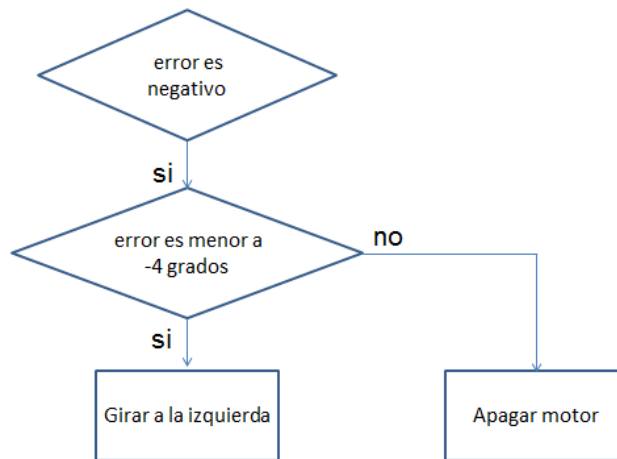 error es
negativo
si
error es menor a
-4 grados
no
si
Girar a la izquierda
Apagar motor